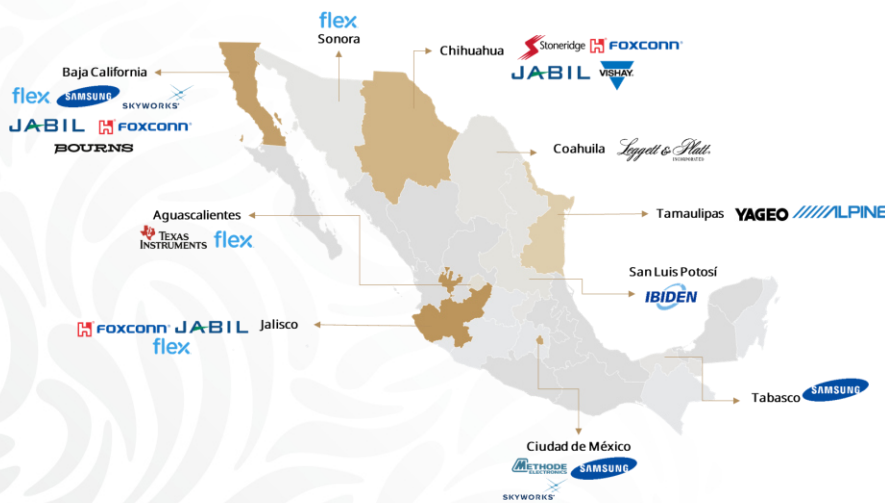 flex
Sonora
Chihuahua
Stoneridge FOXCONN
JABIL VISHAY
Baja California
flex SAMSUNG SKYWORKS
JABIL FOXCONN
BOURNS
Coahuila Leggett & Platt
INCORPORATED
Aguascalientes
TEXAS INSTRUMENTS flex
Tamaulipas YAGEO ALPINE
San Luis Potosí
IBIDEN
FOXCONN JABIL Jalisco
flex
Tabasco SAMSUNG
Ciudad de México
METHODE ELECTRONICS SAMSUNG
SKYWORKS